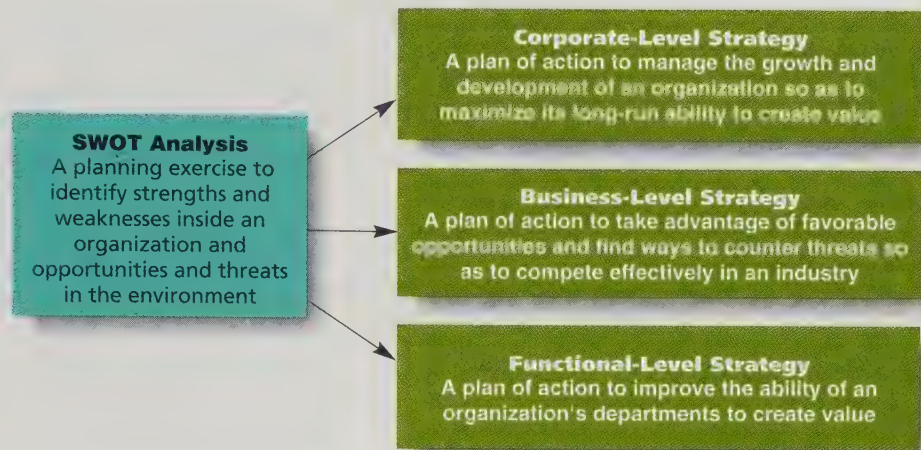 SWOT Analysis
A planning exercise to
identify strengths and
weaknesses inside an
organization and
opportunities and threats
in the environment
Corporate-Level Strategy
A plan of action to manage the growth and
development of an organization so as to
maximize its long-run ability to create value
Business-Level Strategy
A plan of action to take advantage of favorable
opportunities and find ways to counter threats so
as to compete effectively in an industry
Functional-Level Strategy
A plan of action to improve the ability of an
organization's departments to create value